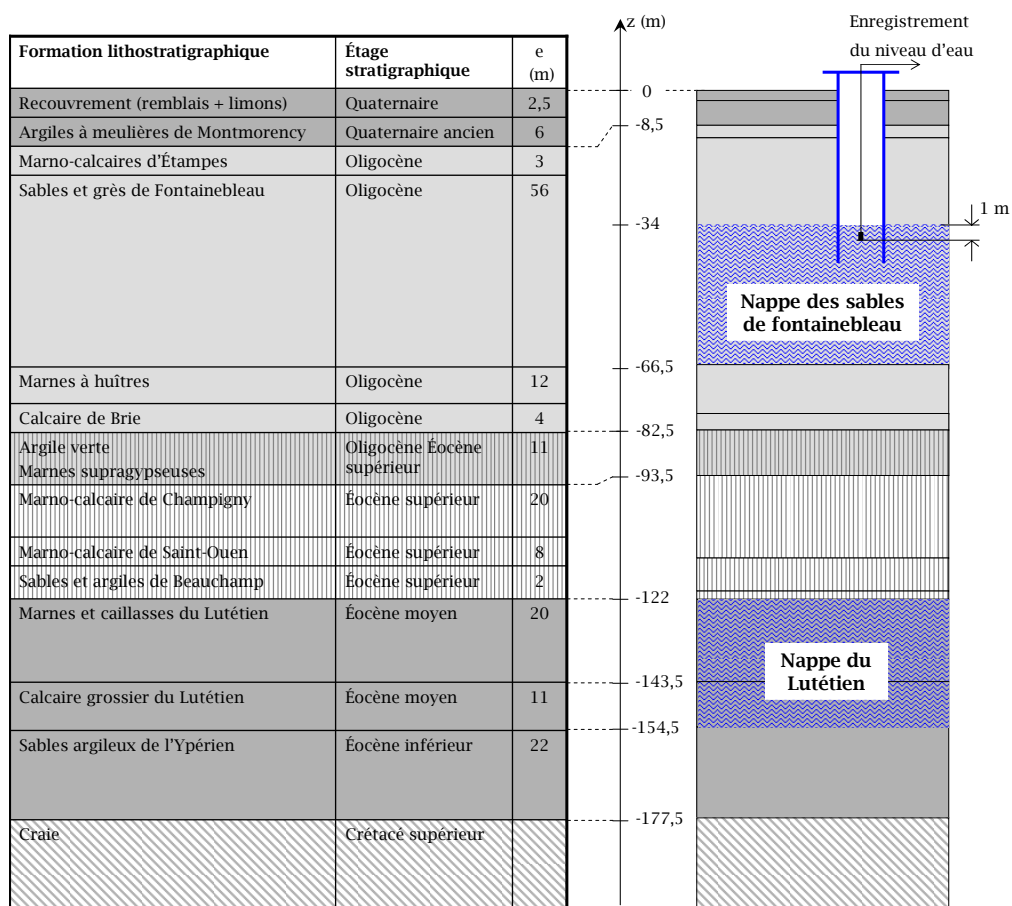 Formation lithostratigraphique Étage stratigraphique e (m)
Recouvrement (remblais + limons) Quaternaire 2,5
Argiles à meulières de Montmorency Quaternaire ancien 6
Marno-calcaires d'Étampes Oligocène 3
Sables et grès de Fontainebleau Oligocène 56
Marnes à huîtres Oligocène 12
Calcaire de Brie Oligocène 4
Argile verte Oligocène Éocène 11
Marnes supragypseuses supérieur
Marno-calcaire de Champigny Éocène supérieur 20
Marno-calcaire de Saint-Ouen Éocène supérieur 8
Sables et argiles de Beauchamp Éocène supérieur 2
Marnes et caillasses du Lutétien Éocène moyen 20
Calcaire grossier du Lutétien Éocène moyen 11
Sables argileux de l'Ypérien Éocène inférieur 22
Craie Crétacé supérieur
z (m)
0
-8,5
-34
-66,5
-82,5
-93,5
-122
-143,5
-154,5
-177,5
Enregistrement
du niveau d'eau
1 m
Nappe des sables
de fontainebleau
Nappe du
Lutétien